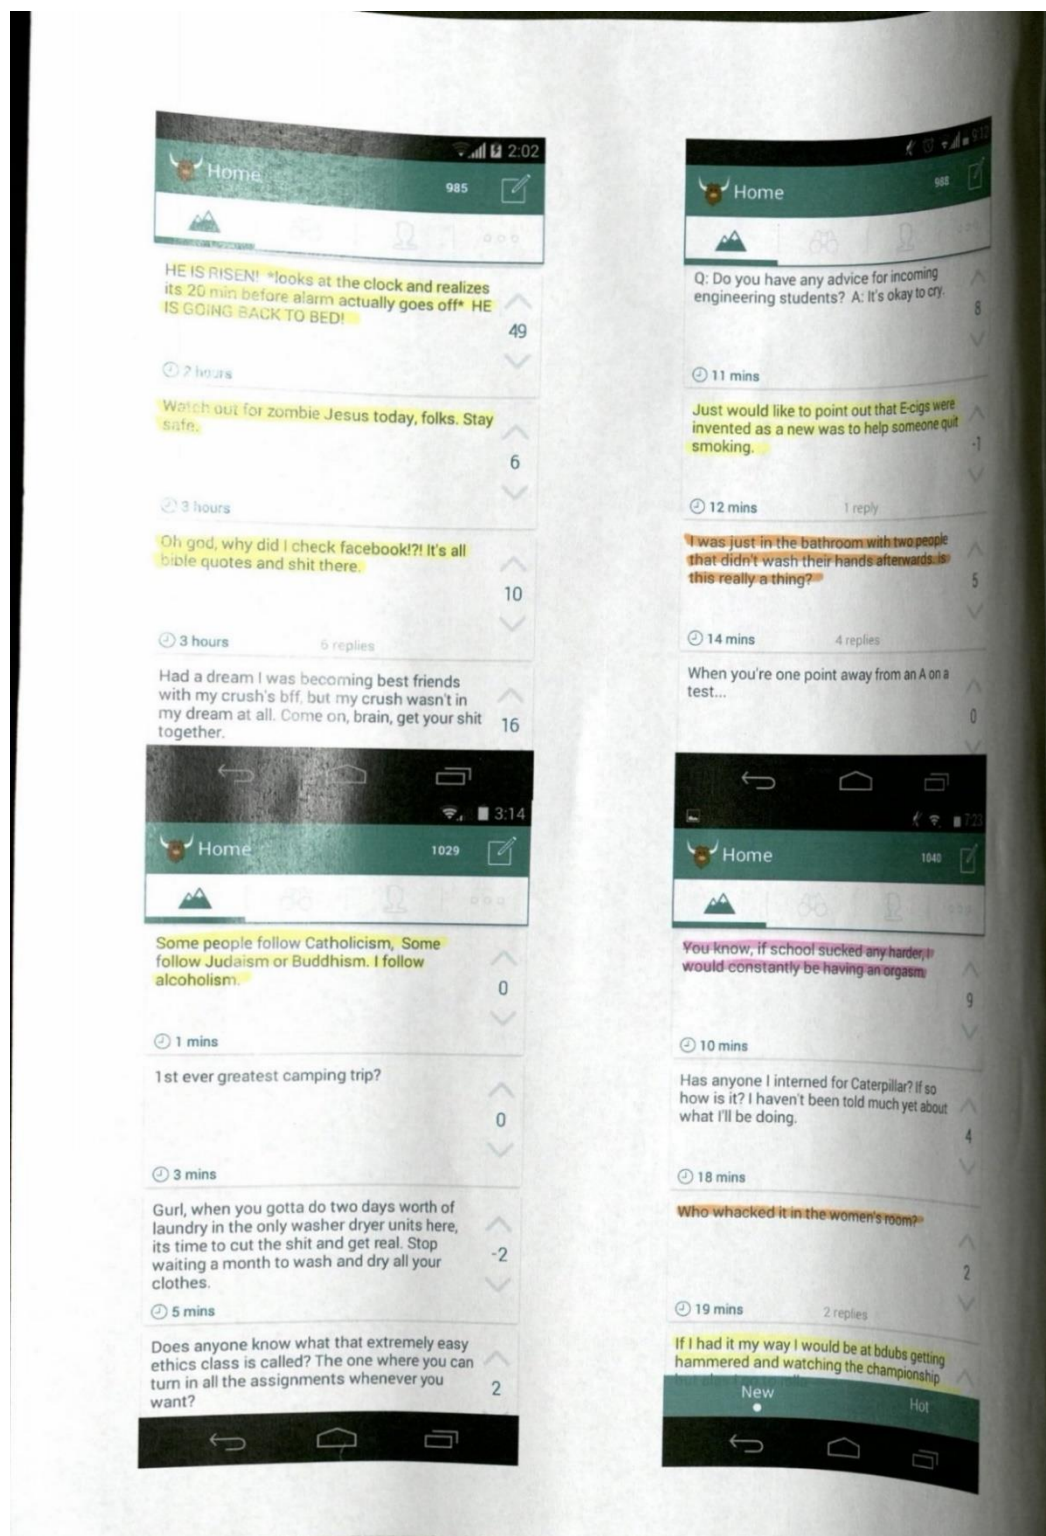 2:02
Home
985
HE IS RISEN! *looks at the clock and realizes
its 20 min before alarm actually goes off* HE
IS GOING BACK TO BED!
49
2 hours
Watch out for zombie Jesus today, folks. Stay
safe.
6
3 hours
Oh god, why did I check facebook!?! It's all
bible quotes and shit there.
10
3 hours
6 replies
Had a dream I was becoming best friends
with my crush's bff, but my crush wasn't in
my dream at all. Come on, brain, get your shit
together.
16
9:12
Home
988
Q: Do you have any advice for incoming
engineering students? A: It's okay to cry.
8
11 mins
Just would like to point out that E-cigs were
invented as a new was to help someone quit
smoking.
-1
12 mins
1 reply
I was just in the bathroom with two people
that didn't wash their hands afterwards. is
this really a thing?
5
14 mins
4 replies
When you're one point away from an A on a
test...
0
3:14
Home
1029
Some people follow Catholicism, Some
follow Judaism or Buddhism. I follow
alcoholism.
0
1 mins
1st ever greatest camping trip?
0
3 mins
Gurl, when you gotta do two days worth of
laundry in the only washer dryer units here,
its time to cut the shit and get real. Stop
waiting a month to wash and dry all your
clothes.
-2
5 mins
Does anyone know what that extremely easy
ethics class is called? The one where you can
turn in all the assignments whenever you
want?
2
7:23
Home
1040
You know, if school sucked any harder, I
would constantly be having an orgasm
9
10 mins
Has anyone I interned for Caterpillar? If so
how is it? I haven't been told much yet about
what I'll be doing.
4
18 mins
Who whacked it in the women's room?
2
19 mins
2 replies
If I had it my way I would be at bdubs getting
hammered and watching the championship
New
Hot